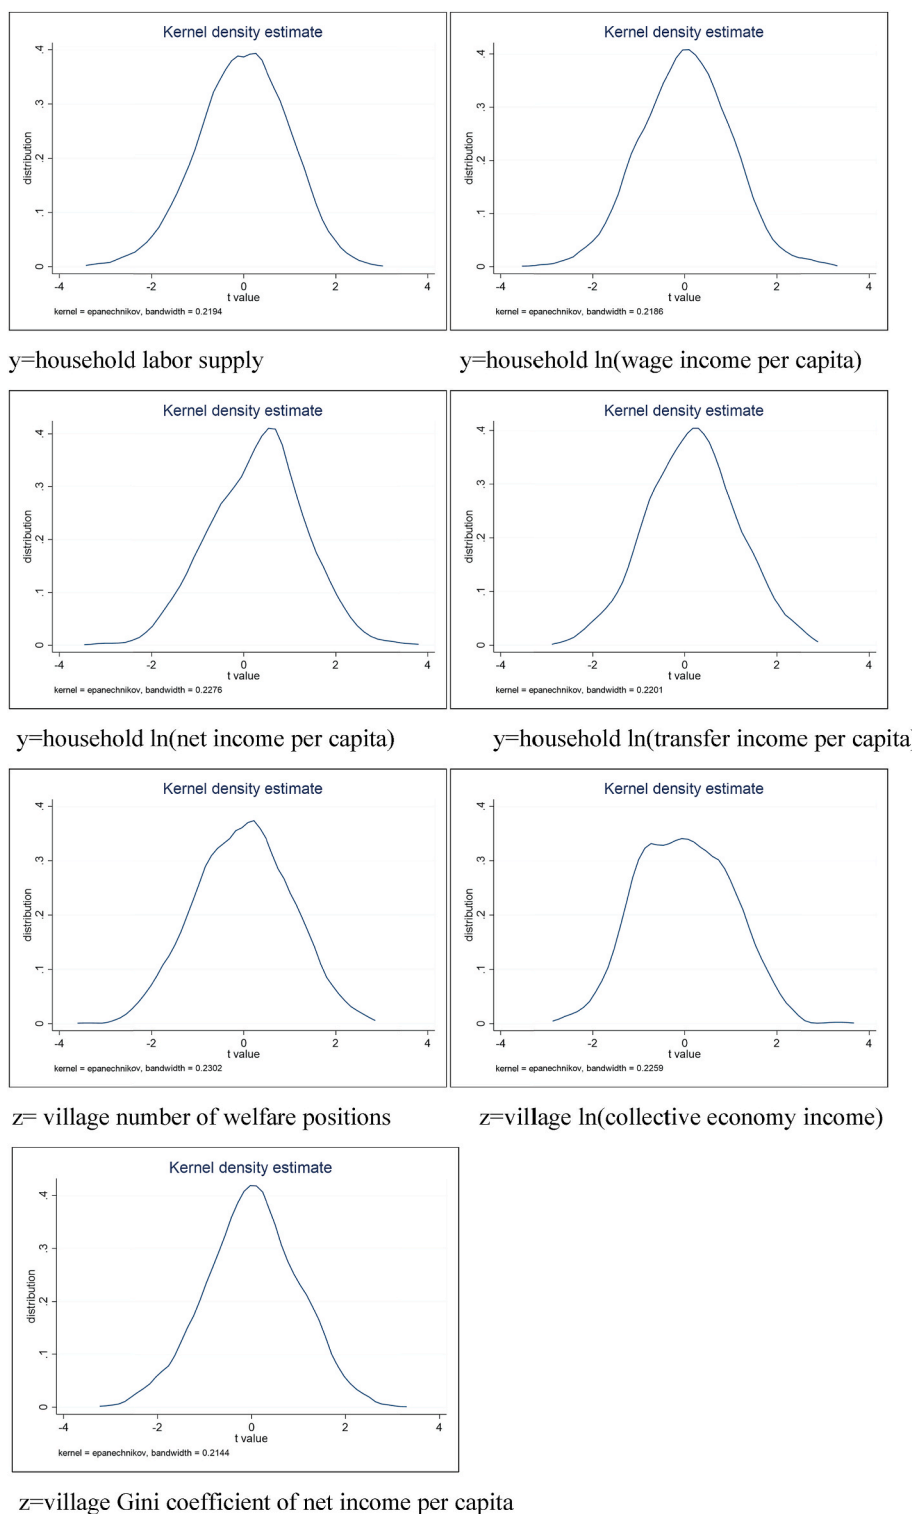 Kernel density estimate
distribution
.4
.3
.2
.1
0
-4 -2 0 2 4
t value
kernel = epanechnikov, bandwidth = 0.2194
y=household labor supply
Kernel density estimate
distribution
.4
.3
.2
.1
0
-4 -2 0 2 4
t value
kernel = epanechnikov, bandwidth = 0.2186
y=household ln(wage income per capita)
Kernel density estimate
distribution
.4
.3
.2
.1
0
-4 -2 0 2 4
t value
kernel = epanechnikov, bandwidth = 0.2276
y=household ln(net income per capita)
Kernel density estimate
distribution
.4
.3
.2
.1
0
-4 -2 0 2 4
t value
kernel = epanechnikov, bandwidth = 0.2201
y=household ln(transfer income per capita)
Kernel density estimate
distribution
.4
.3
.2
.1
0
-4 -2 0 2 4
t value
kernel = epanechnikov, bandwidth = 0.2302
z= village number of welfare positions
Kernel density estimate
distribution
.4
.3
.2
.1
0
-4 -2 0 2 4
t value
kernel = epanechnikov, bandwidth = 0.2259
z=village ln(collective economy income)
Kernel density estimate
distribution
.4
.3
.2
.1
0
-4 -2 0 2 4
t value
kernel = epanechnikov, bandwidth = 0.2144
z=village Gini coefficient of net income per capita